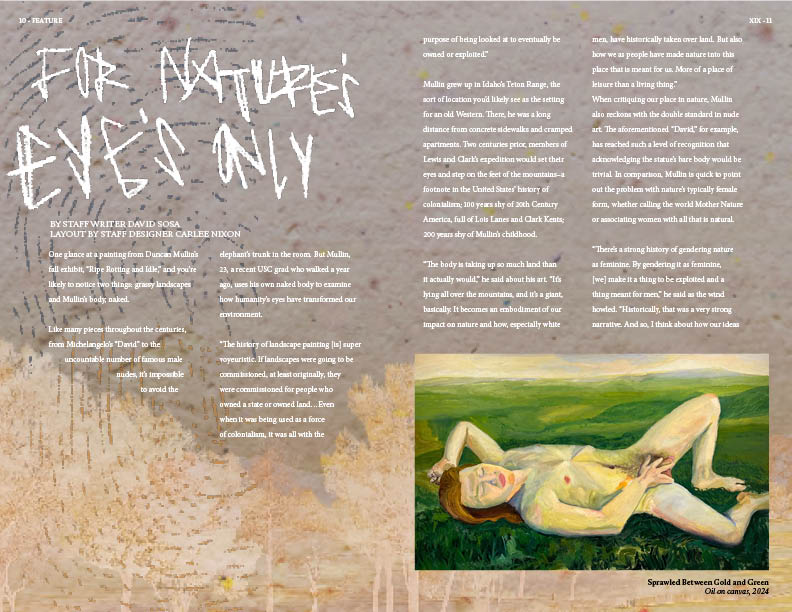 10 - FEATURE
XIX - 11
FOR NATURE'S
EYE'S ONLY
BY STAFF WRITER DAVID SOSA
LAYOUT BY STAFF DESIGNER CARLEE NIXON
One glance at a painting from Duncan Mullin's
fall exhibit, "Ripe Rotting and Idle," and you're
likely to notice two things: grassy landscapes
and Mullin's body, naked.
Like many pieces throughout the centuries,
from Michelangelo's "David" to the
uncountable number of famous male
nudes, it's impossible
to avoid the
elephant's trunk in the room. But Mullin,
23, a recent USC grad who walked a year
ago, uses his own naked body to examine
how humanity's eyes have transformed our
environment.
"The history of landscape painting [is] super
voyeuristic. If landscapes were going to be
commissioned, at least originally, they
were commissioned for people who
owned a state or owned land…Even
when it was being used as a force
of colonialism, it was all with the
purpose of being looked at to eventually be
owned or exploited."
Mullin grew up in Idaho's Teton Range, the
sort of location you'd likely see as the setting
for an old Western. There, he was a long
distance from concrete sidewalks and cramped
apartments. Two centuries prior, members of
Lewis and Clark's expedition would set their
eyes and step on the feet of the mountains–a
footnote in the United States' history of
colonialism; 100 years shy of 20th Century
America, full of Lois Lanes and Clark Kents;
200 years shy of Mullin's childhood.
"The body is taking up so much land than
it actually would," he said about his art. "It's
lying all over the mountains, and it's a giant,
basically. It becomes an embodiment of our
impact on nature and how, especially white
men, have historically taken over land. But also
how we as people have made nature into this
place that is meant for us. More of a place of
leisure than a living thing."
When critiquing our place in nature, Mullin
also reckons with the double standard in nude
art. The aforementioned "David," for example,
has reached such a level of recognition that
acknowledging the statue's bare body would be
trivial. In comparison, Mullin is quick to point
out the problem with nature's typically female
form, whether calling the world Mother Nature
or associating women with all that is natural.
"There's a strong history of gendering nature
as feminine. By gendering it as feminine,
[we] make it a thing to be exploited and a
thing meant for men," he said as the wind
howled. "Historically, that was a very strong
narrative. And so, I think about how our ideas
Sprawled Between Gold and Green
Oil on canvas, 2024